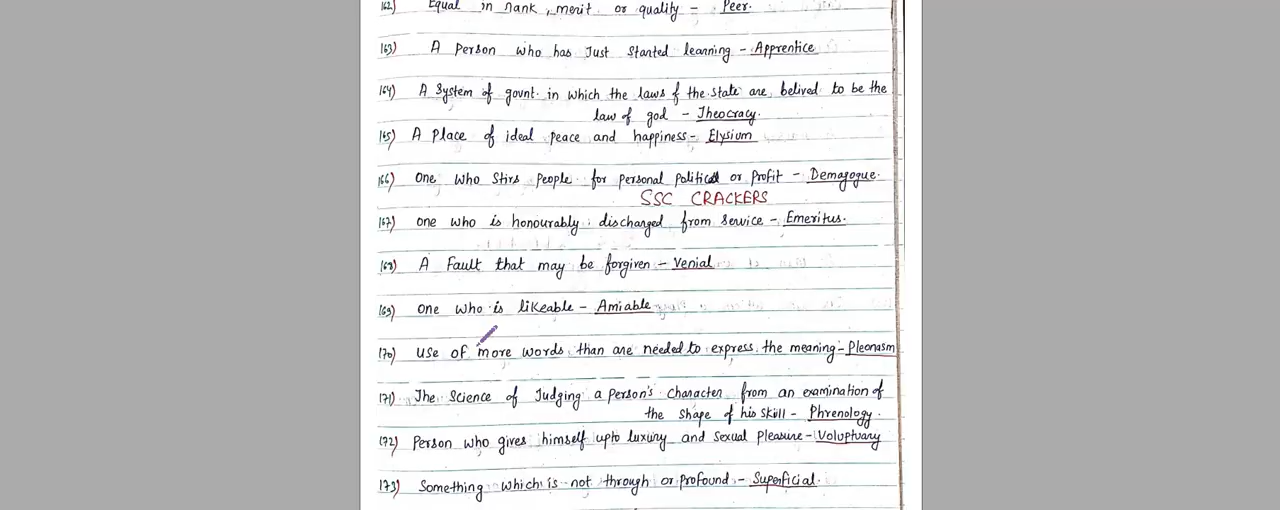 162) Equal in rank, merit or quality - Peer.
163) A person who has Just started learning - Apprentice
164) A system of govnt. in which the laws of the state are belived to be the
law of god - Theocracy.
165) A place of ideal peace and happiness - Elysium
166) One who stirs people for personal political or profit - Demagogue.
SSC CRACKERS
167) one who is honourably discharged from service - Emeritus.
168) A Fault that may be forgiven - Venial
169) one who is likeable - Amiable
170) use of more words than are needed to express the meaning - Pleonasm
171) The Science of Judging a person's character from an examination of
the shape of his skill - Phrenology.
172) Person who gives himself upto luxury and sexual pleasure - Voluptuary
173) Something which is not through or profound - Superficial.